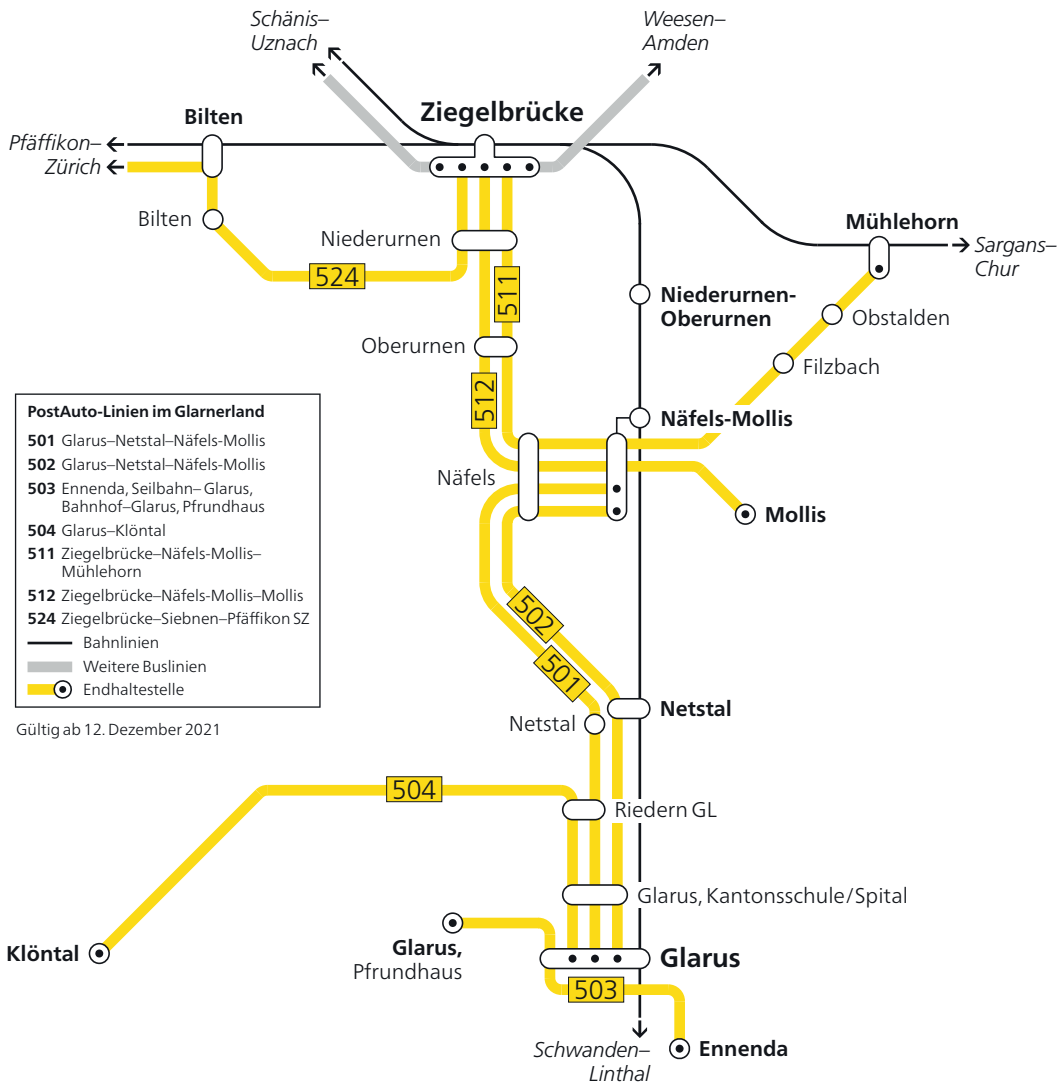 Schänis–
Uznach
Weesen–
Amden
Ziegelbrücke
Bilten
Pfäffikon–
Zürich
Bilten
Niederurnen
524
511
Mühlehorn
Sargans–
Chur
Niederurnen-
Oberurnen
Obstalden
Oberurnen
Filzbach
512
Näfels-Mollis
Näfels
Mollis
PostAuto-Linien im Glarnerland
501 Glarus–Netstal–Näfels-Mollis
502 Glarus–Netstal–Näfels-Mollis
503 Ennenda, Seilbahn– Glarus,
Bahnhof–Glarus, Pfrundhaus
504 Glarus–Klöntal
511 Ziegelbrücke–Näfels-Mollis–
Mühlehorn
512 Ziegelbrücke–Näfels-Mollis–Mollis
524 Ziegelbrücke–Siebnen–Pfäffikon SZ
Bahnlinien
Weitere Buslinien
Endhaltestelle
Gültig ab 12. Dezember 2021
502
501
Netstal
Netstal
504
Riedern GL
Glarus, Kantonsschule/Spital
Klöntal
Glarus,
Pfrundhaus
Glarus
503
Schwanden–
Linthal
Ennenda